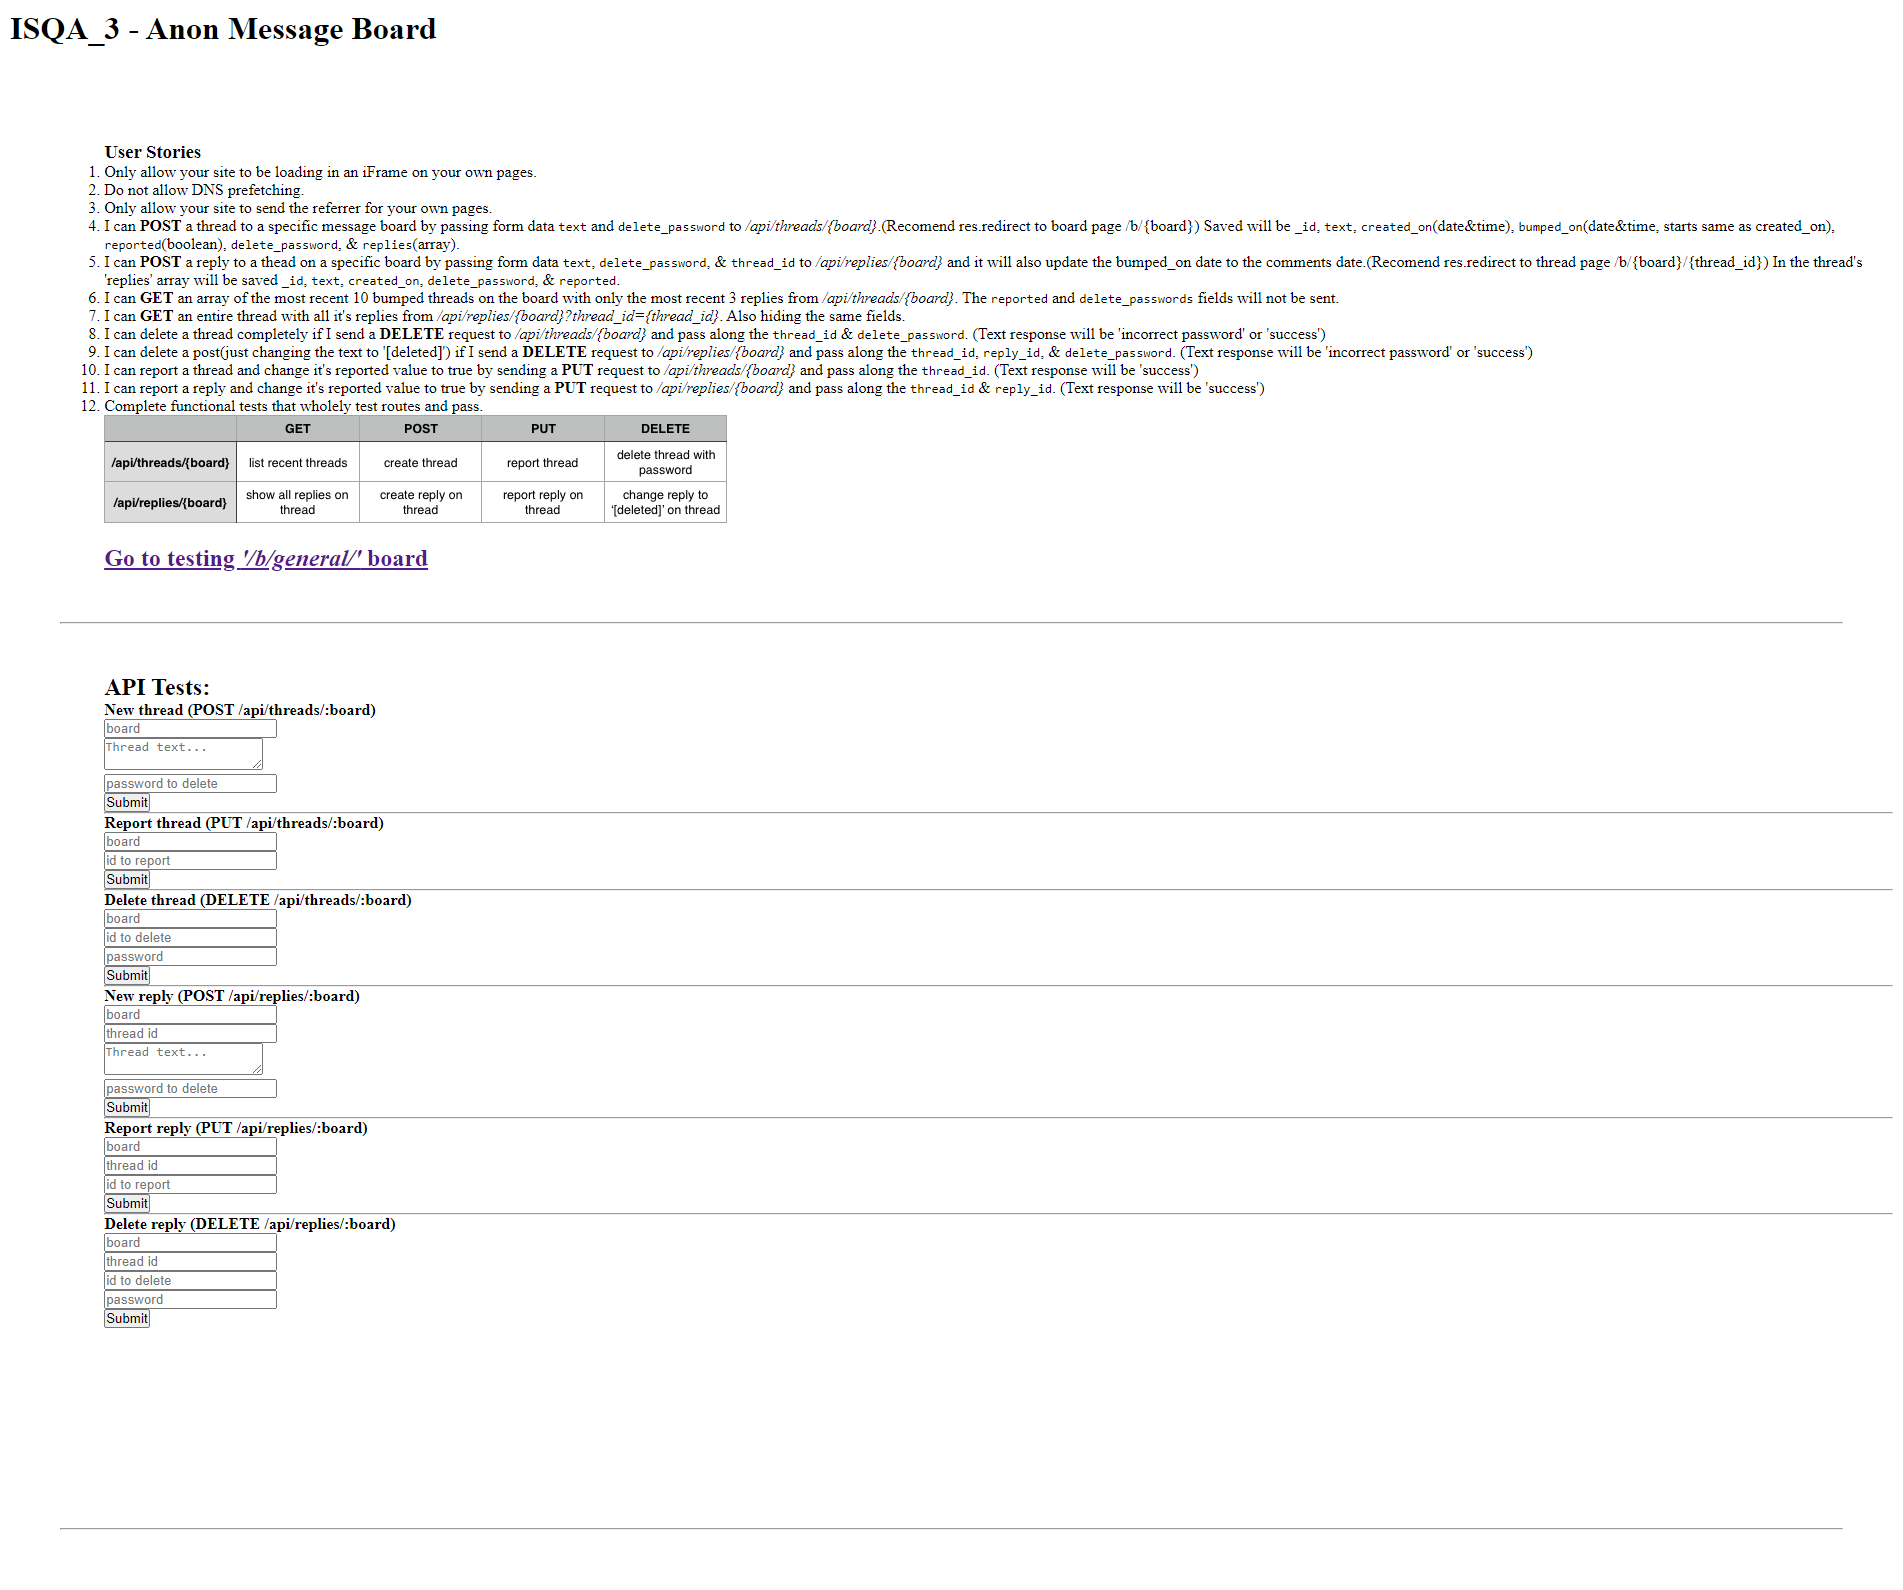 ISQA_3 - Anon Message Board
User Stories
1. Only allow your site to be loading in an iFrame on your own pages.
2. Do not allow DNS prefetching.
3. Only allow your site to send the referrer for your own pages.
4. I can POST a thread to a specific message board by passing form data text and delete_password to /api/threads/{board}.(Recomend res.redirect to board page /b/{board}) Saved will be _id, text, created_on(date&time), bumped_on(date&time, starts same as created_on),
reported(boolean), delete_password, & replies(array).
5. I can POST a reply to a thead on a specific board by passing form data text, delete_password, & thread_id to /api/replies/{board} and it will also update the bumped_on date to the comments date.(Recomend res.redirect to thread page /b/{board}/{thread_id}) In the thread's
'replies' array will be saved _id, text, created_on, delete_password, & reported.
6. I can GET an array of the most recent 10 bumped threads on the board with only the most recent 3 replies from /api/threads/{board}. The reported and delete_passwords fields will not be sent.
7. I can GET an entire thread with all it's replies from /api/replies/{board}?thread_id={thread_id}. Also hiding the same fields.
8. I can delete a thread completely if I send a DELETE request to /api/threads/{board} and pass along the thread_id & delete_password. (Text response will be 'incorrect password' or 'success')
9. I can delete a post(just changing the text to '[deleted]') if I send a DELETE request to /api/replies/{board} and pass along the thread_id, reply_id, & delete_password. (Text response will be 'incorrect password' or 'success')
10. I can report a thread and change it's reported value to true by sending a PUT request to /api/threads/{board} and pass along the thread_id. (Text response will be 'success')
11. I can report a reply and change it's reported value to true by sending a PUT request to /api/replies/{board} and pass along the thread_id & reply_id. (Text response will be 'success')
12. Complete functional tests that wholely test routes and pass.
GET POST PUT DELETE
/api/threads/{board} list recent threads create thread report thread delete thread with
password
/api/replies/{board} show all replies on create reply on report reply on change reply to
thread thread thread '[deleted]' on thread
Go to testing '/b/general/' board
API Tests:
New thread (POST /api/threads/:board)
board
Thread text...
password to delete
Submit
Report thread (PUT /api/threads/:board)
board
id to report
Submit
Delete thread (DELETE /api/threads/:board)
board
id to delete
password
Submit
New reply (POST /api/replies/:board)
board
thread id
Thread text...
password to delete
Submit
Report reply (PUT /api/replies/:board)
board
thread id
id to report
Submit
Delete reply (DELETE /api/replies/:board)
board
thread id
id to delete
password
Submit